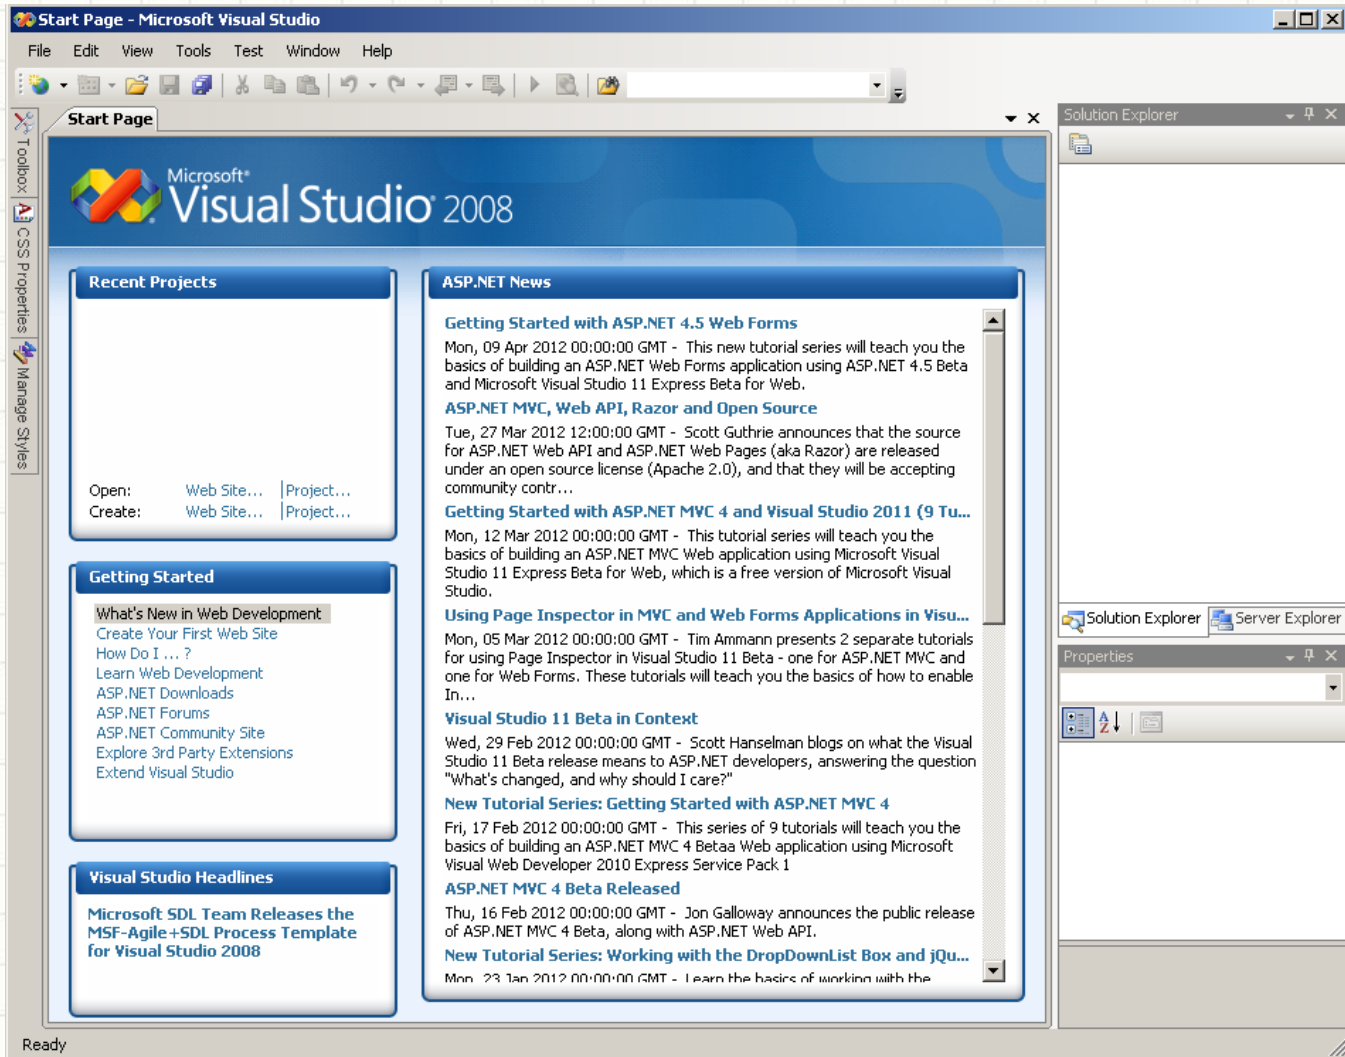 Start Page - Microsoft Visual Studio
File Edit View Tools Test Window Help
Start Page
Toolbox
CSS Properties
Manage Styles
Microsoft®
Visual Studio® 2008
Recent Projects
Open: Web Site... |Project...
Create: Web Site... |Project...
Getting Started
What's New in Web Development
Create Your First Web Site
How Do I ... ?
Learn Web Development
ASP.NET Downloads
ASP.NET Forums
ASP.NET Community Site
Explore 3rd Party Extensions
Extend Visual Studio
Visual Studio Headlines
Microsoft SDL Team Releases the
MSF-Agile+SDL Process Template
for Visual Studio 2008
ASP.NET News
Getting Started with ASP.NET 4.5 Web Forms
Mon, 09 Apr 2012 00:00:00 GMT - This new tutorial series will teach you the
basics of building an ASP.NET Web Forms application using ASP.NET 4.5 Beta
and Microsoft Visual Studio 11 Express Beta for Web.
ASP.NET MVC, Web API, Razor and Open Source
Tue, 27 Mar 2012 12:00:00 GMT - Scott Guthrie announces that the source
for ASP.NET Web API and ASP.NET Web Pages (aka Razor) are released
under an open source license (Apache 2.0), and that they will be accepting
community contr...
Getting Started with ASP.NET MVC 4 and Visual Studio 2011 (9 Tu...
Mon, 12 Mar 2012 00:00:00 GMT - This tutorial series will teach you the
basics of building an ASP.NET MVC Web application using Microsoft Visual
Studio 11 Express Beta for Web, which is a free version of Microsoft Visual
Studio.
Using Page Inspector in MVC and Web Forms Applications in Visu...
Mon, 05 Mar 2012 00:00:00 GMT - Tim Ammann presents 2 separate tutorials
for using Page Inspector in Visual Studio 11 Beta - one for ASP.NET MVC and
one for Web Forms. These tutorials will teach you the basics of how to enable
In...
Visual Studio 11 Beta in Context
Wed, 29 Feb 2012 00:00:00 GMT - Scott Hanselman blogs on what the Visual
Studio 11 Beta release means to ASP.NET developers, answering the question
"What's changed, and why should I care?"
New Tutorial Series: Getting Started with ASP.NET MVC 4
Fri, 17 Feb 2012 00:00:00 GMT - This series of 9 tutorials will teach you the
basics of building an ASP.NET MVC 4 Betaa Web application using Microsoft
Visual Web Developer 2010 Express Service Pack 1
ASP.NET MVC 4 Beta Released
Thu, 16 Feb 2012 00:00:00 GMT - Jon Galloway announces the public release
of ASP.NET MVC 4 Beta, along with ASP.NET Web API.
New Tutorial Series: Working with the DropDownList Box and jQu...
Mon, 23 Jan 2012 00:00:00 GMT - Learn the basics of working with the
Solution Explorer
Solution Explorer Server Explorer
Properties
Ready